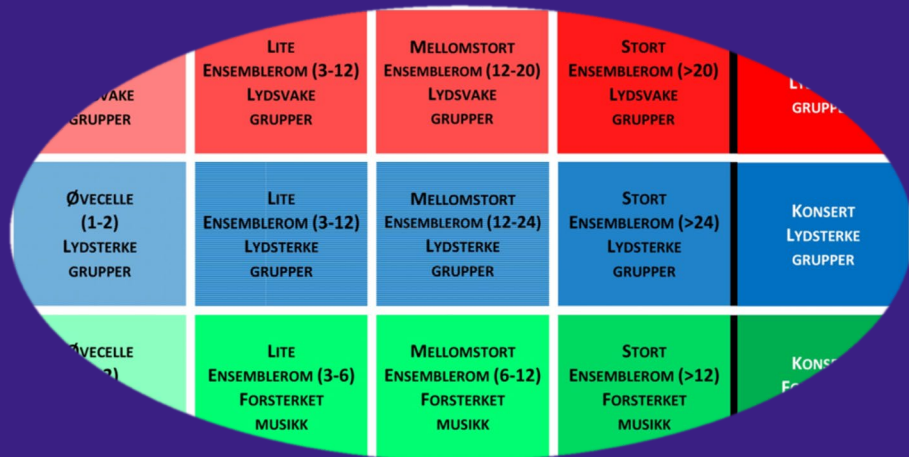 LITE
ENSEMBLEROM (3-12)
LYDSVAKE
GRUPPER
MELLOMSTORT
ENSEMBLEROM (12-20)
LYDSVAKE
GRUPPER
STORT
ENSEMBLEROM (>20)
LYDSVAKE
GRUPPER
ØVECELLE
(1-2)
LYDSTERKE
GRUPPER
LITE
ENSEMBLEROM (3-12)
LYDSTERKE
GRUPPER
MELLOMSTORT
ENSEMBLEROM (12-24)
LYDSTERKE
GRUPPER
STORT
ENSEMBLEROM (>24)
LYDSTERKE
GRUPPER
KONSERT
LYDSTERKE
GRUPPER
LITE
ENSEMBLEROM (3-6)
FORSTERKET
MUSIKK
MELLOMSTORT
ENSEMBLEROM (6-12)
FORSTERKET
MUSIKK
STORT
ENSEMBLEROM (>12)
FORSTERKET
MUSIKK